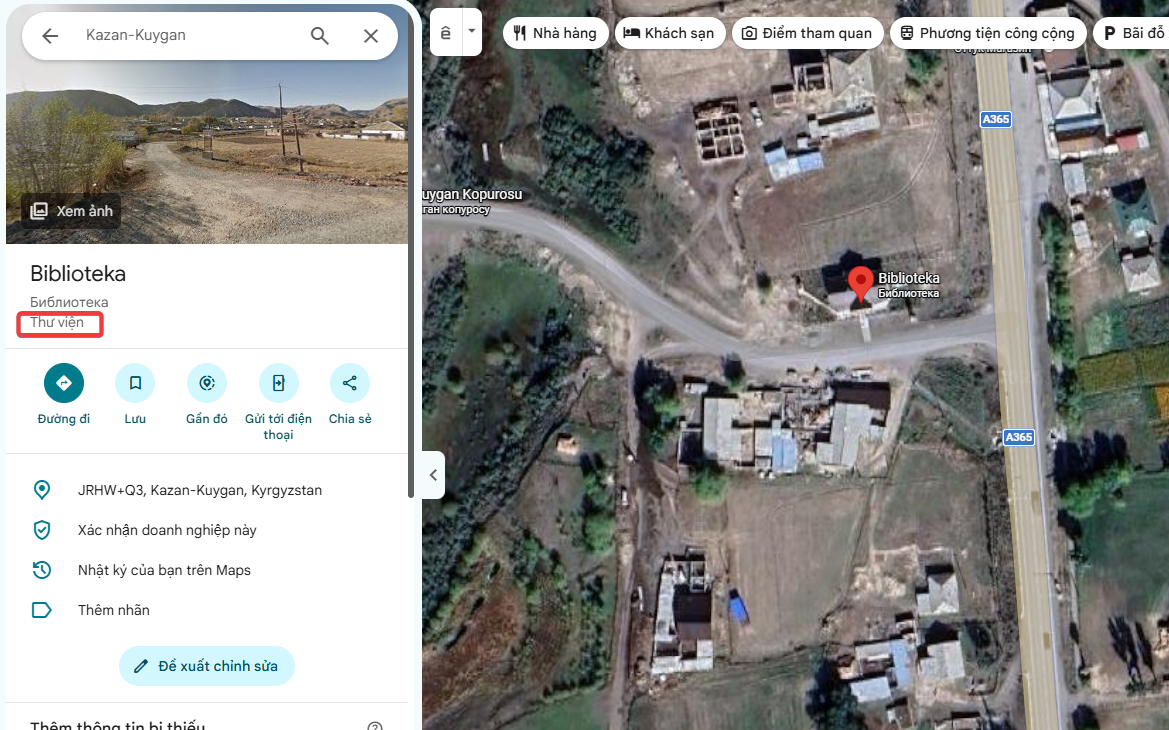 Kazan-Kuygan
Xem ảnh
Biblioteka
Библиотека
Thư viện
Đường đi
Lưu
Gần đó
Gửi tới điện
thoại
Chia sẻ
JRHW+Q3, Kazan-Kuygan, Kyrgyzstan
Xác nhận doanh nghiệp này
Nhật ký của bạn trên Maps
Thêm nhãn
Đề xuất chỉnh sửa
Thêm thông tin bị thiếu
Nhà hàng
Khách sạn
Điểm tham quan
Phương tiện công cộng
Bãi đỗ
A365
uygan Kopurosu
ган копуросу
Biblioteka
Библиотека
A365